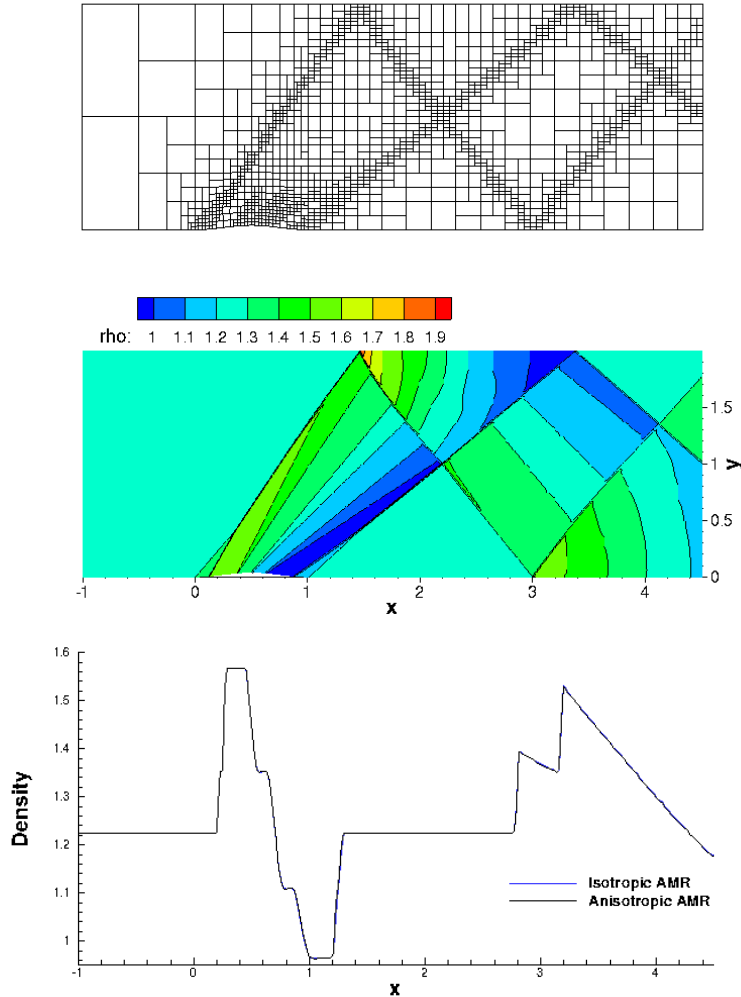 rho: 1 1.1 1.2 1.3 1.4 1.5 1.6 1.7 1.8 1.9
1.5
1
0.5
0
y
-1 0 1 2 3 4
x
1.6
1.5
1.4
1.3
1.2
1.1
1
Density
Isotropic AMR
Anisotropic AMR
-1 0 1 2 3 4
x